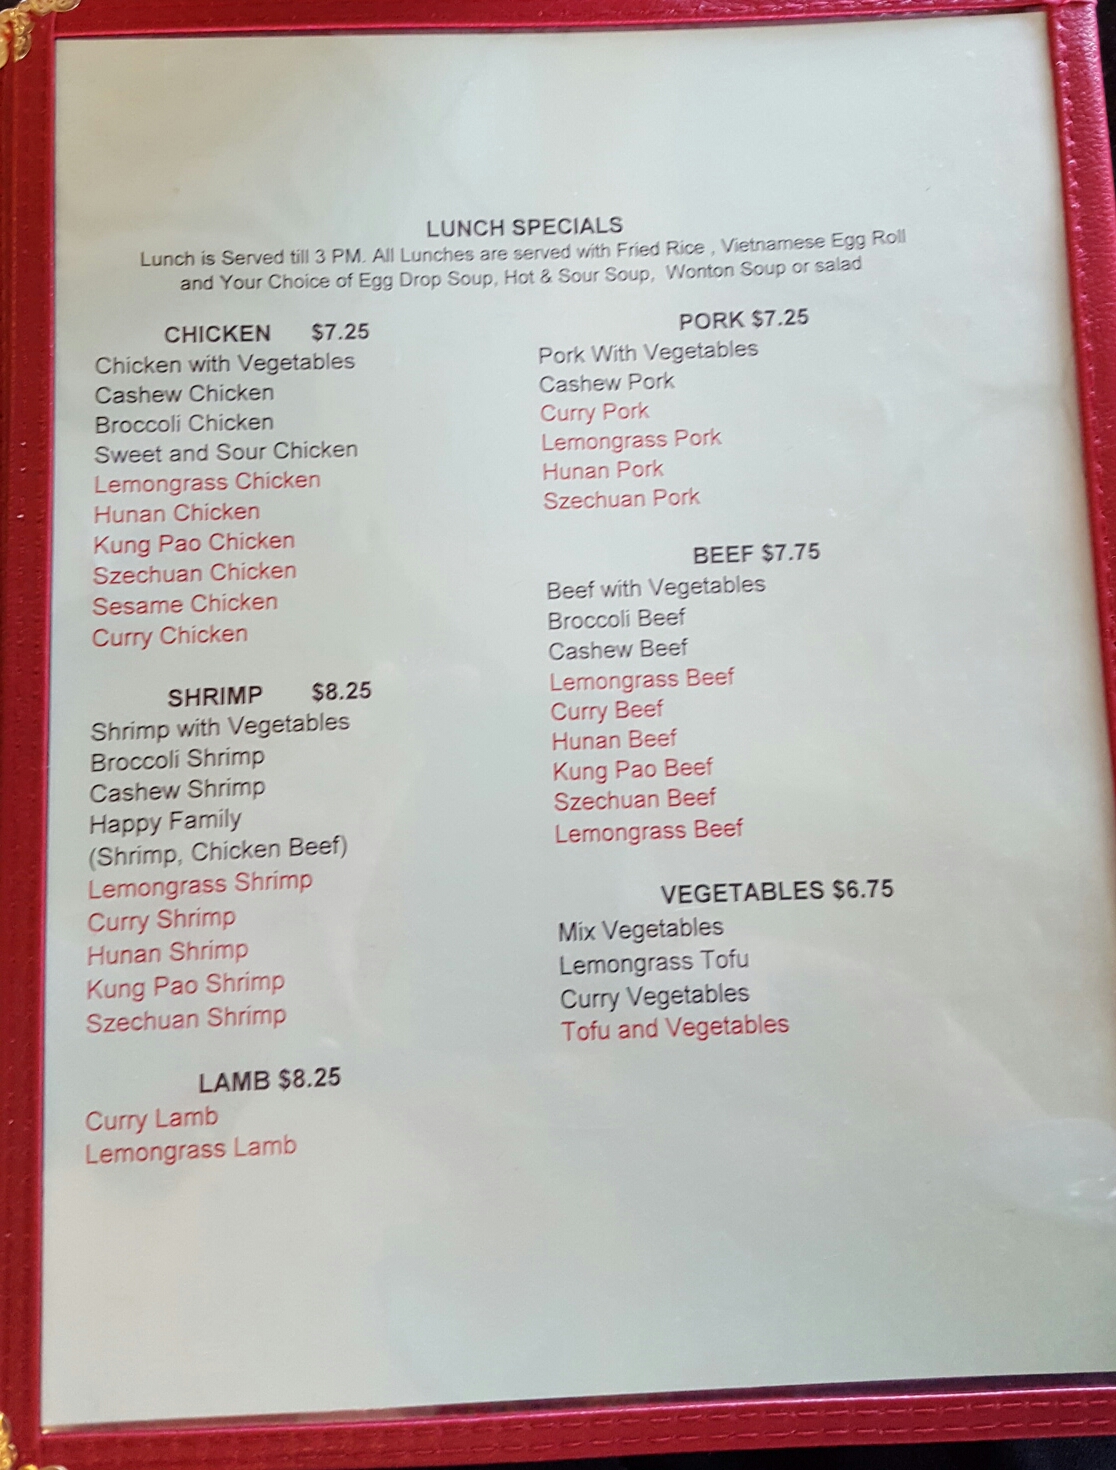 LUNCH SPECIALS
Lunch is Served till 3 PM. All Lunches are served with Fried Rice , Vietnamese Egg Roll
and Your Choice of Egg Drop Soup, Hot & Sour Soup, Wonton Soup or salad
CHICKEN $7.25
Chicken with Vegetables
Cashew Chicken
Broccoli Chicken
Sweet and Sour Chicken
Lemongrass Chicken
Hunan Chicken
Kung Pao Chicken
Szechuan Chicken
Sesame Chicken
Curry Chicken
SHRIMP $8.25
Shrimp with Vegetables
Broccoli Shrimp
Cashew Shrimp
Happy Family
(Shrimp, Chicken Beef)
Lemongrass Shrimp
Curry Shrimp
Hunan Shrimp
Kung Pao Shrimp
Szechuan Shrimp
LAMB $8.25
Curry Lamb
Lemongrass Lamb
PORK $7.25
Pork With Vegetables
Cashew Pork
Curry Pork
Lemongrass Pork
Hunan Pork
Szechuan Pork
BEEF $7.75
Beef with Vegetables
Broccoli Beef
Cashew Beef
Lemongrass Beef
Curry Beef
Hunan Beef
Kung Pao Beef
Szechuan Beef
Lemongrass Beef
VEGETABLES $6.75
Mix Vegetables
Lemongrass Tofu
Curry Vegetables
Tofu and Vegetables